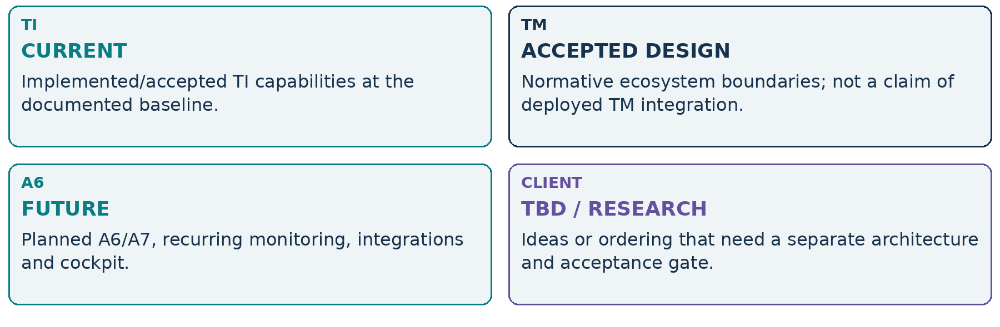 TI
CURRENT
Implemented/accepted TI capabilities at the
documented baseline.
TM
ACCEPTED DESIGN
Normative ecosystem boundaries; not a claim of
deployed TM integration.
A6
FUTURE
Planned A6/A7, recurring monitoring, integrations
and cockpit.
CLIENT
TBD / RESEARCH
Ideas or ordering that need a separate architecture
and acceptance gate.